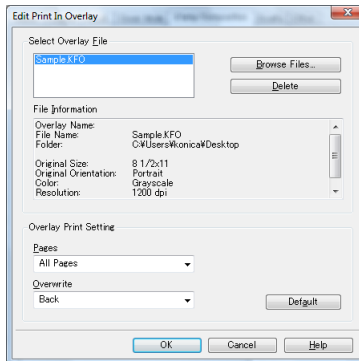 Edit Print In Overlay
Select Overlay File
Sample.KFO
Browse Files...
Delete
File Information
Overlay Name:
File Name: Sample.KFO
Folder: C:¥Users¥konica¥Desktop
Original Size: 8 1/2x11
Original Orientation: Portrait
Color: Grayscale
Resolution: 1200 dpi
Overlay Print Setting
Pages
All Pages
Overwrite
Back
Default
OK Cancel Help